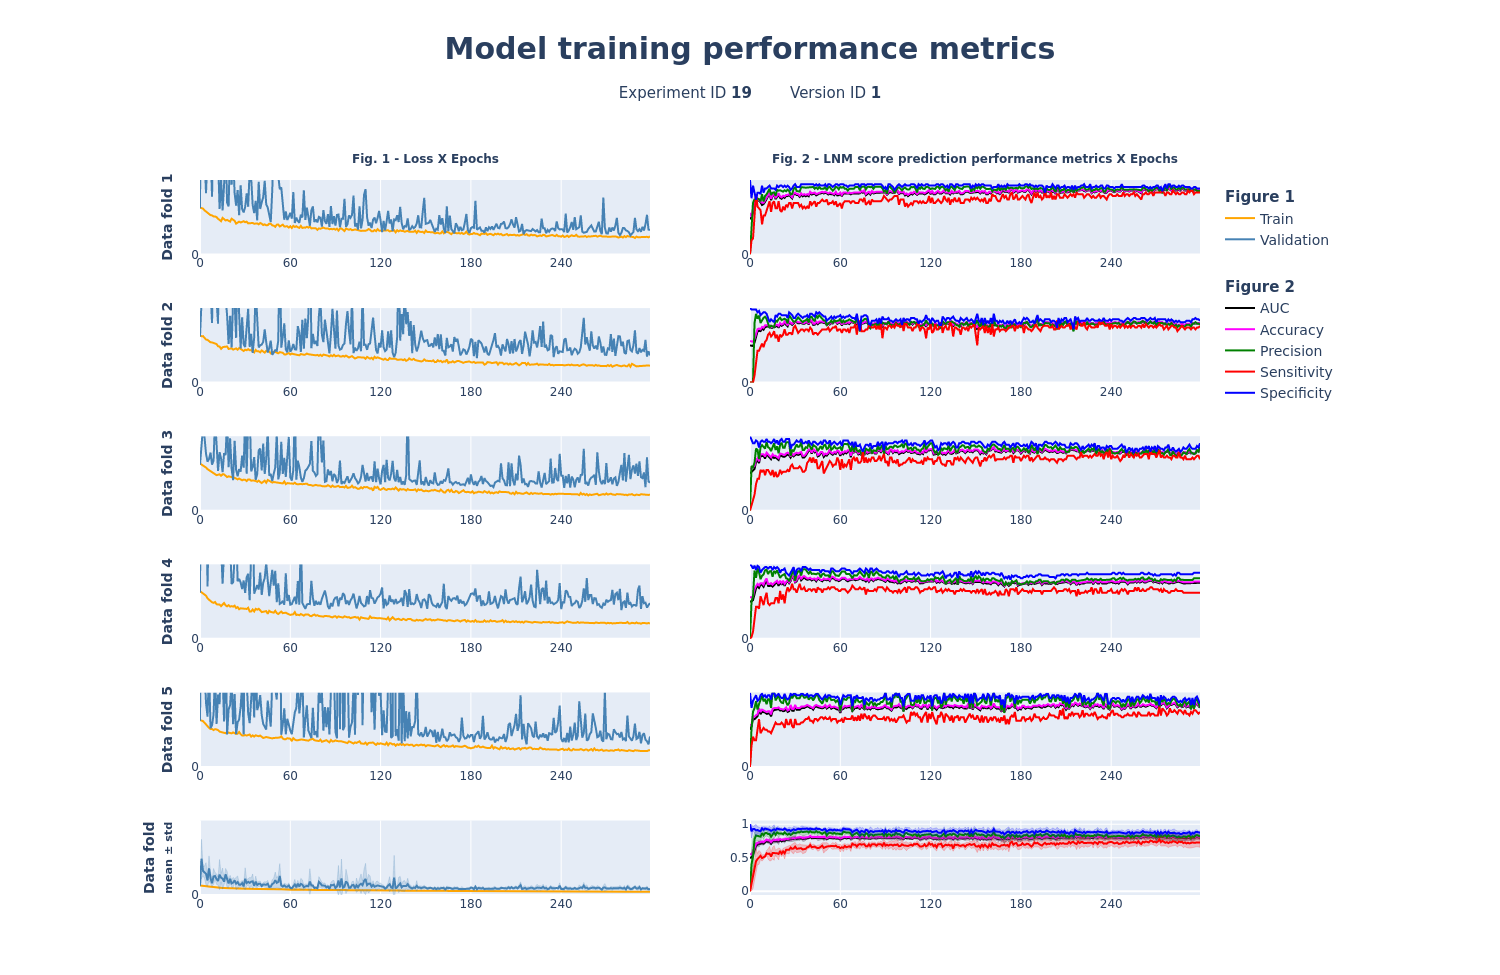 Model training performance metrics
Experiment ID 19 Version ID 1
Fig. 1 - Loss X Epochs
Fig. 2 - LNM score prediction performance metrics X Epochs
Data fold 1
0
0 60 120 180 240
0
0 60 120 180 240
Data fold 2
0
0 60 120 180 240
0
0 60 120 180 240
Data fold 3
0
0 60 120 180 240
0
0 60 120 180 240
Data fold 4
0
0 60 120 180 240
0
0 60 120 180 240
Data fold 5
0
0 60 120 180 240
0
0 60 120 180 240
Data fold
mean ± std
0
0 60 120 180 240
1
0.5
0
0 60 120 180 240
Figure 1
Train
Validation
Figure 2
AUC
Accuracy
Precision
Sensitivity
Specificity